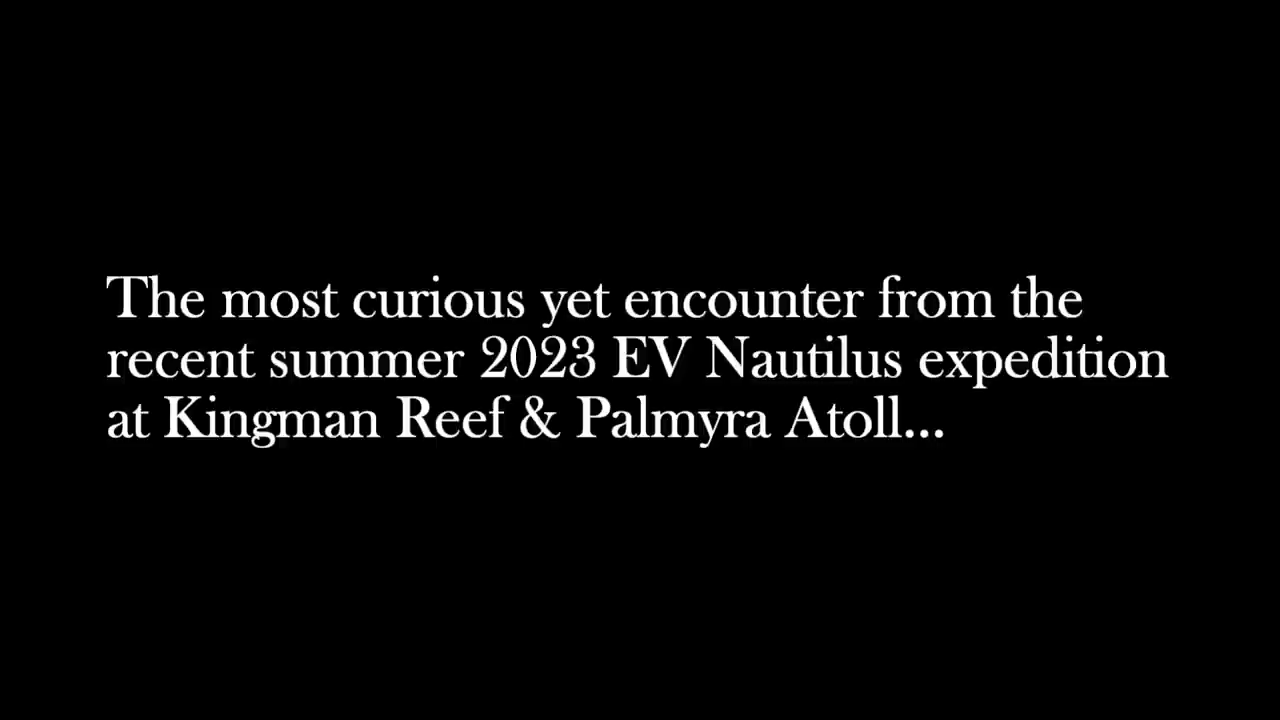 The most curious yet encounter from the
recent summer 2023 EV Nautilus expedition
at Kingman Reef & Palmyra Atoll...